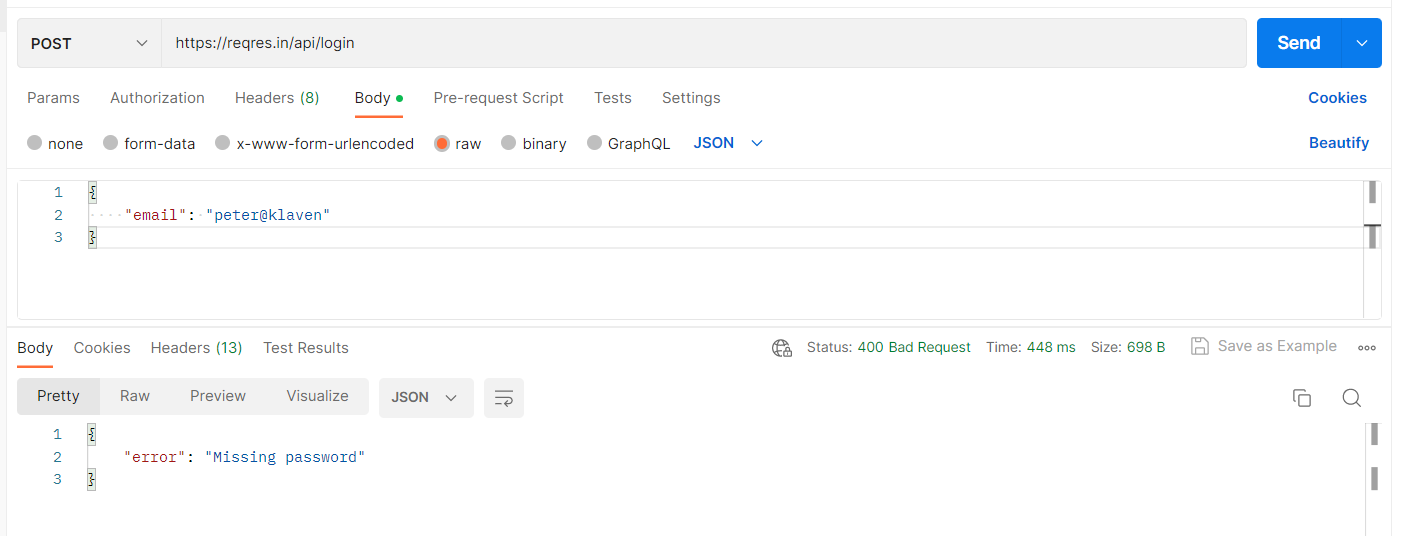 POST https://reqres.in/api/login Send
Params Authorization Headers (8) Body Pre-request Script Tests Settings Cookies
none form-data x-www-form-urlencoded raw binary GraphQL JSON Beautify
1 {
2 "email": "peter@klaven"
3 }
Body Cookies Headers (13) Test Results Status: 400 Bad Request Time: 448 ms Size: 698 B Save as Example
Pretty Raw Preview Visualize JSON
1 {
2 "error": "Missing password"
3 }